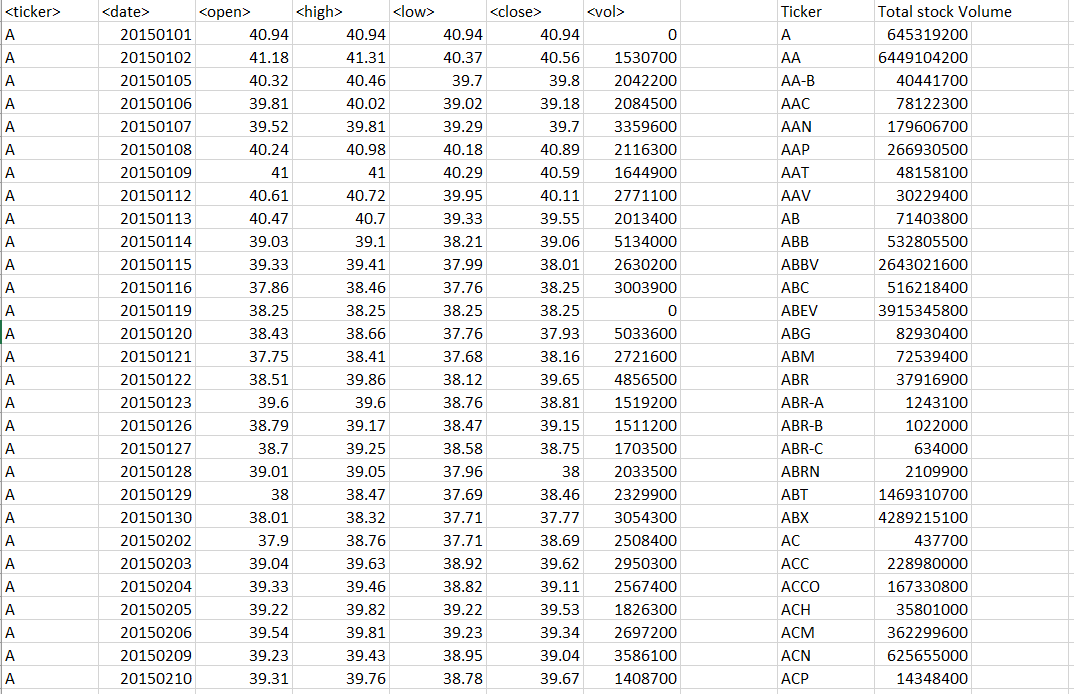 <ticker> <date> <open> <high> <low> <close> <vol> Ticker Total stock Volume
A 20150101 40.94 40.94 40.94 40.94 0 A 645319200
A 20150102 41.18 41.31 40.37 40.56 1530700 AA 6449104200
A 20150105 40.32 40.46 39.7 39.8 2042200 AA-B 40441700
A 20150106 39.81 40.02 39.02 39.18 2084500 AAC 78122300
A 20150107 39.52 39.81 39.29 39.7 3359600 AAN 179606700
A 20150108 40.24 40.98 40.18 40.89 2116300 AAP 266930500
A 20150109 41 41 40.29 40.59 1644900 AAT 48158100
A 20150112 40.61 40.72 39.95 40.11 2771100 AAV 30229400
A 20150113 40.47 40.7 39.33 39.55 2013400 AB 71403800
A 20150114 39.03 39.1 38.21 39.06 5134000 ABB 532805500
A 20150115 39.33 39.41 37.99 38.01 2630200 ABBV 2643021600
A 20150116 37.86 38.46 37.76 38.25 3003900 ABC 516218400
A 20150119 38.25 38.25 38.25 38.25 0 ABEV 3915345800
A 20150120 38.43 38.66 37.76 37.93 5033600 ABG 82930400
A 20150121 37.75 38.41 37.68 38.16 2721600 ABM 72539400
A 20150122 38.51 39.86 38.12 39.65 4856500 ABR 37916900
A 20150123 39.6 39.6 38.76 38.81 1519200 ABR-A 1243100
A 20150126 38.79 39.17 38.47 39.15 1511200 ABR-B 1022000
A 20150127 38.7 39.25 38.58 38.75 1703500 ABR-C 634000
A 20150128 39.01 39.05 37.96 38 2033500 ABRN 2109900
A 20150129 38 38.47 37.69 38.46 2329900 ABT 1469310700
A 20150130 38.01 38.32 37.71 37.77 3054300 ABX 4289215100
A 20150202 37.9 38.76 37.71 38.69 2508400 AC 437700
A 20150203 39.04 39.63 38.92 39.62 2950300 ACC 228980000
A 20150204 39.33 39.46 38.82 39.11 2567400 ACCO 167330800
A 20150205 39.22 39.82 39.22 39.53 1826300 ACH 35801000
A 20150206 39.54 39.81 39.23 39.34 2697200 ACM 362299600
A 20150209 39.23 39.43 38.95 39.04 3586100 ACN 625655000
A 20150210 39.31 39.76 38.78 39.67 1408700 ACP 14348400